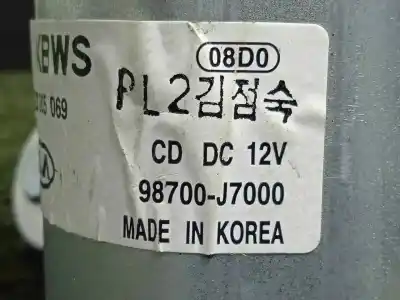 KBWS
08D0
069
PL2김점숙
CD DC 12V
98700-J7000
MADE IN KOREA